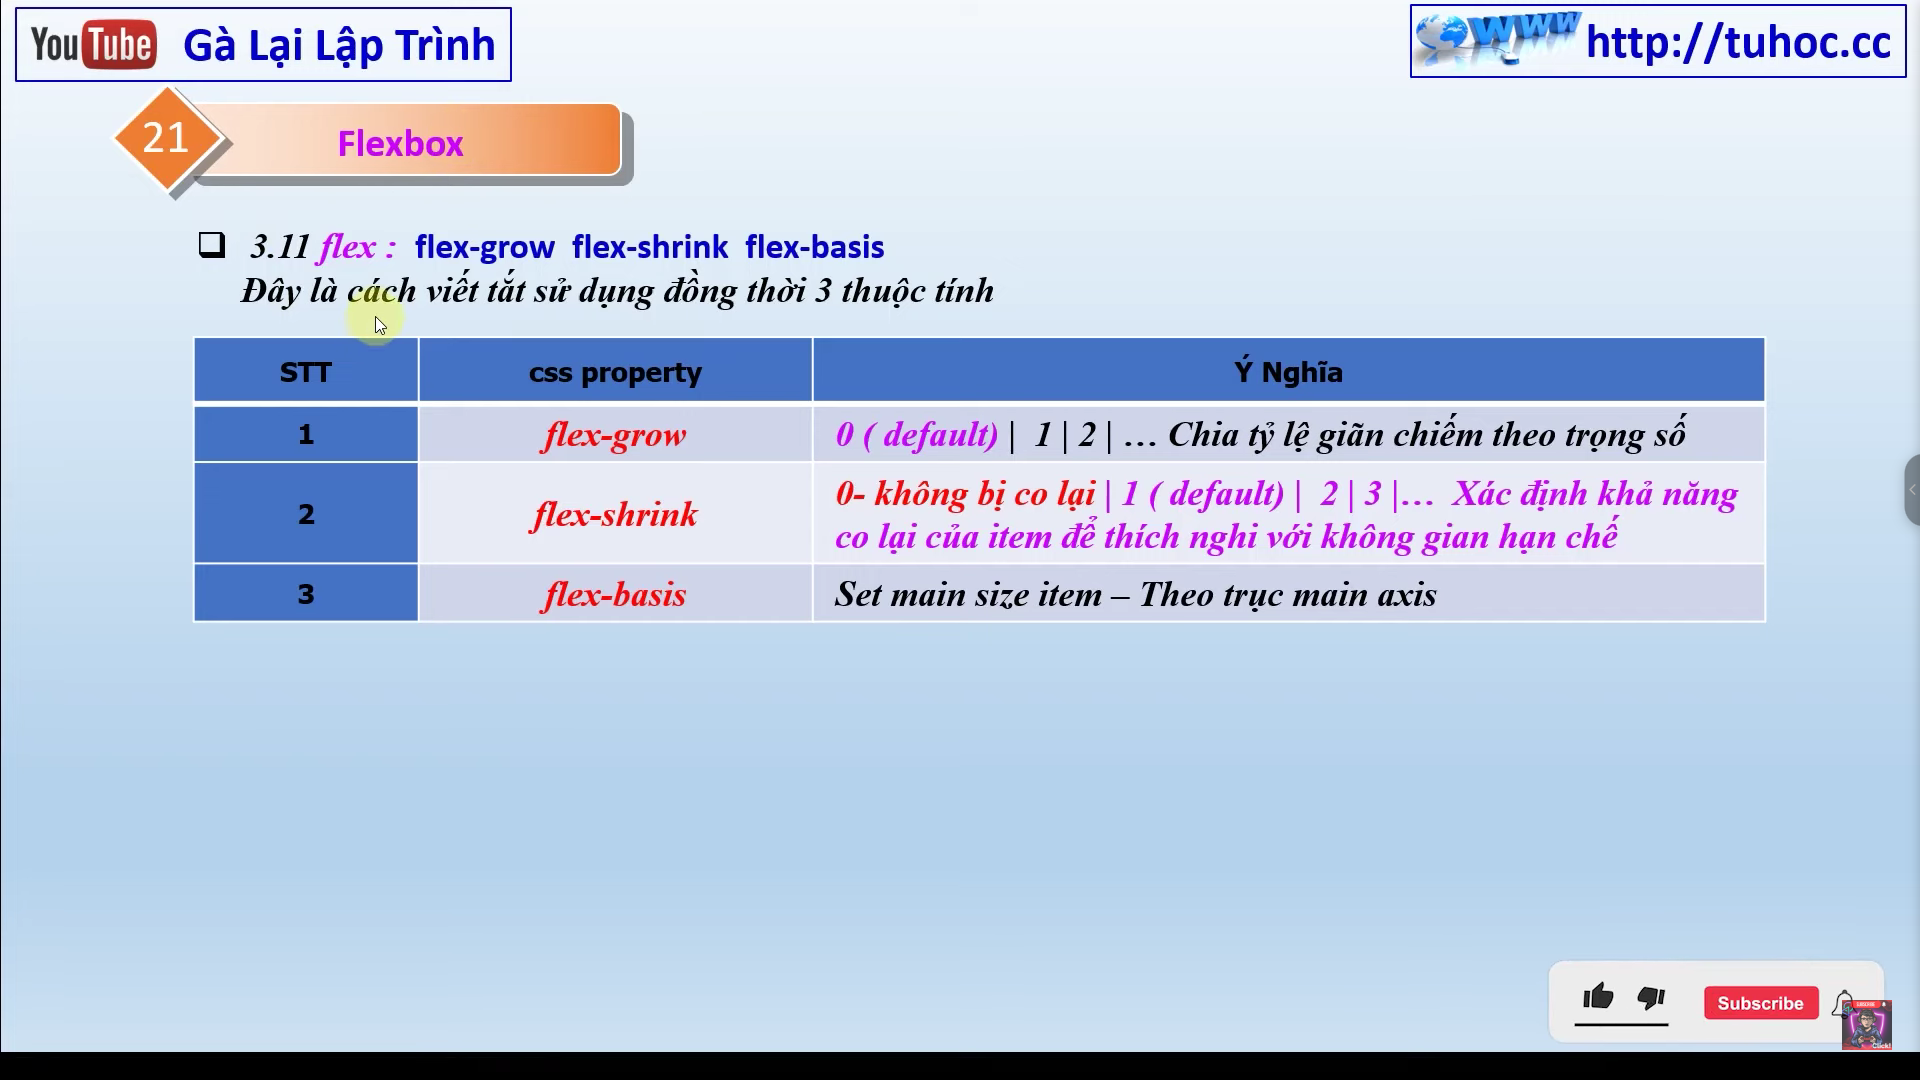 YouTube Gà Lại Lập Trình
WWW http://tuhoc.cc
21 Flexbox
3.11 flex : flex-grow flex-shrink flex-basis
Đây là cách viết tắt sử dụng đồng thời 3 thuộc tính
STT css property Ý Nghĩa
1 flex-grow 0 ( default) | 1 | 2 | … Chia tỷ lệ giãn chiếm theo trọng số
2 flex-shrink 0- không bị co lại | 1 ( default) | 2 | 3 |… Xác định khả năng
co lại của item để thích nghi với không gian hạn chế
3 flex-basis Set main size item – Theo trục main axis
Subscribe